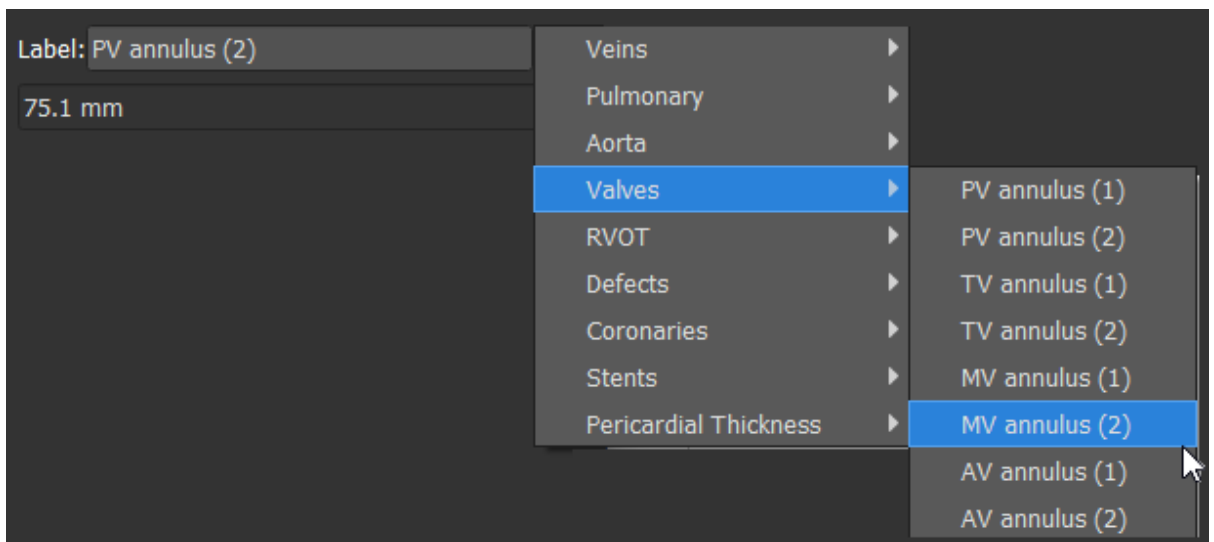 Label: PV annulus (2)
75.1 mm
Veins
Pulmonary
Aorta
Valves
RVOT
Defects
Coronaries
Stents
Pericardial Thickness
PV annulus (1)
PV annulus (2)
TV annulus (1)
TV annulus (2)
MV annulus (1)
MV annulus (2)
AV annulus (1)
AV annulus (2)